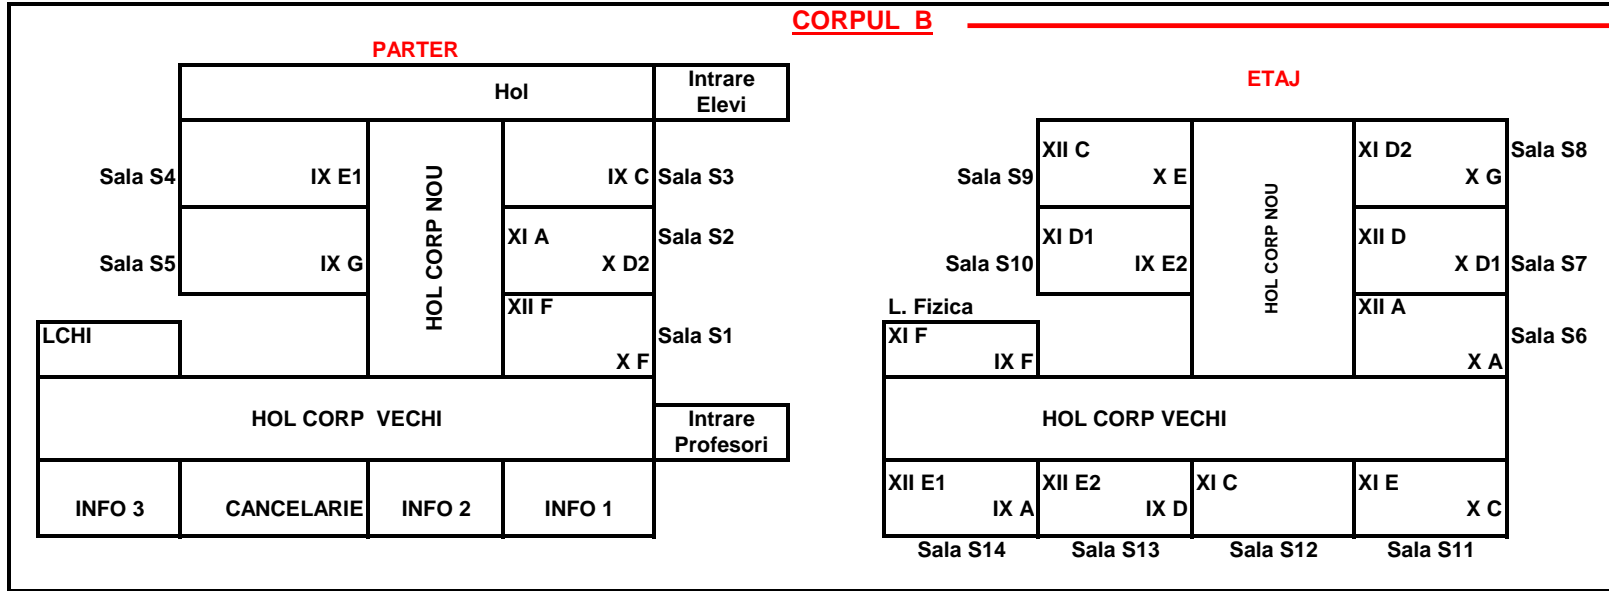 CORPUL B
PARTER
Hol
Intrare
Elevi
Sala S4
IX E1
HOL CORP NOU
IX C
Sala S3
Sala S5
IX G
XI A
X D2
Sala S2
XII F
X F
Sala S1
LCHI
HOL CORP VECHI
Intrare
Profesori
INFO 3
CANCELARIE
INFO 2
INFO 1
ETAJ
Sala S9
XII C
X E
HOL CORP NOU
XI D2
X G
Sala S8
Sala S10
XI D1
IX E2
XII D
X D1
Sala S7
L. Fizica
XI F
IX F
XII A
X A
Sala S6
HOL CORP VECHI
XII E1
IX A
XII E2
IX D
XI C
XI E
X C
Sala S14
Sala S13
Sala S12
Sala S11